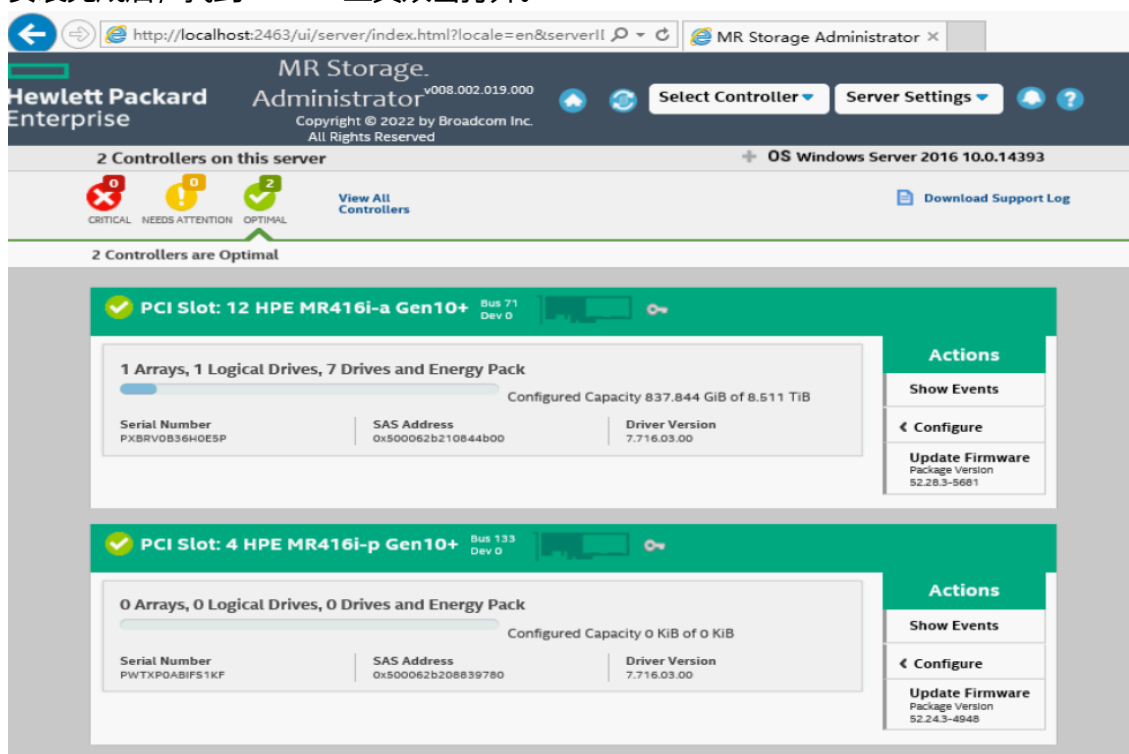 http://localhost:2463/ui/server/index.html?locale=en&serverI
MR Storage Administrator
Hewlett Packard
Enterprise
MR Storage
Administrator v008.002.019.000
Copyright © 2022 by Broadcom Inc.
All Rights Reserved
Select Controller
Server Settings
2 Controllers on this server
OS Windows Server 2016 10.0.14393
0
0
2
CRITICAL
NEEDS ATTENTION
OPTIMAL
View All
Controllers
Download Support Log
2 Controllers are Optimal
PCI Slot: 12 HPE MR416i-a Gen10+
Bus 71
Dev 0
1 Arrays, 1 Logical Drives, 7 Drives and Energy Pack
Configured Capacity 837.844 GiB of 8.511 TiB
Serial Number
PXBRV0B36H0E5P
SAS Address
0x500062b210844b00
Driver Version
7.716.03.00
Actions
Show Events
Configure
Update Firmware
Package Version
52.28.3-5681
PCI Slot: 4 HPE MR416i-p Gen10+
Bus 133
Dev 0
0 Arrays, 0 Logical Drives, 0 Drives and Energy Pack
Configured Capacity 0 KiB of 0 KiB
Serial Number
PWTXP0ABIFS1KF
SAS Address
0x500062b208839780
Driver Version
7.716.03.00
Actions
Show Events
Configure
Update Firmware
Package Version
52.24.3-4948